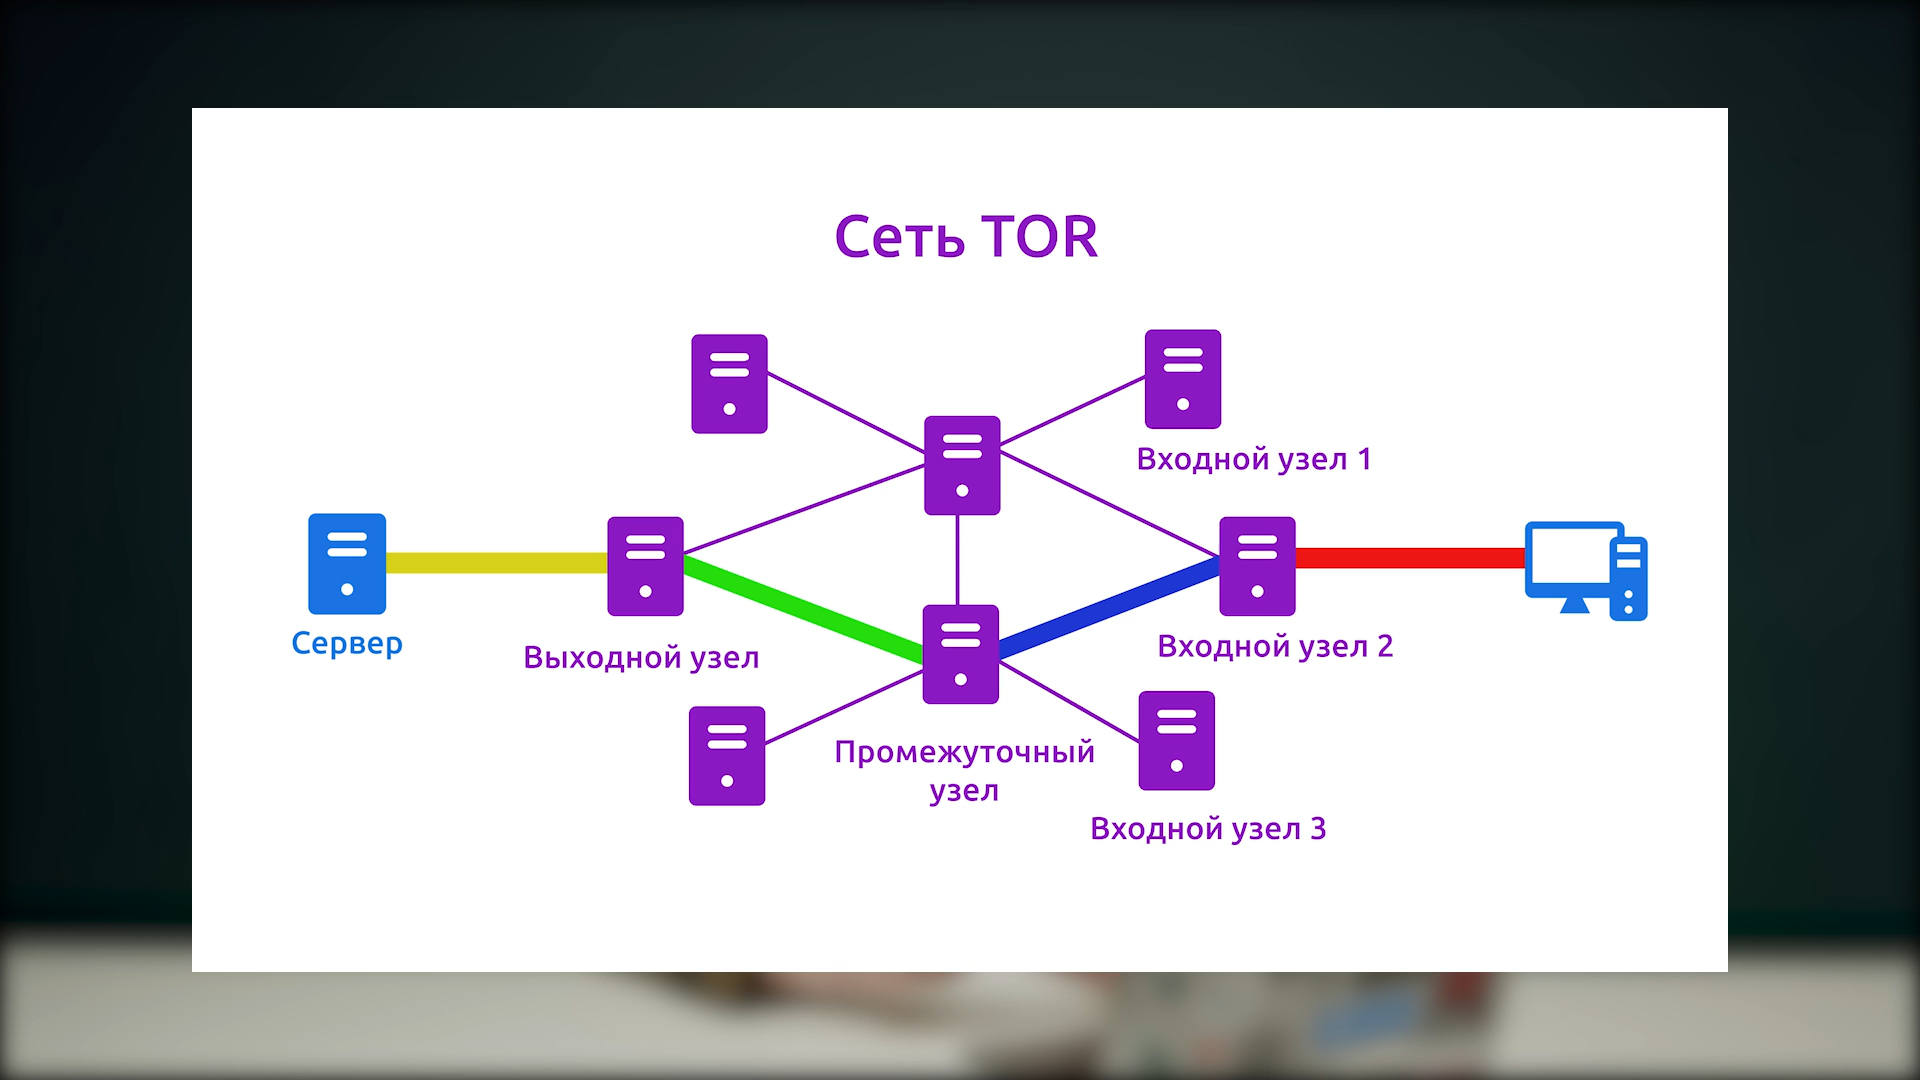 Сеть TOR
Входной узел 1
Сервер
Выходной узел
Входной узел 2
Промежуточный
узел
Входной узел 3